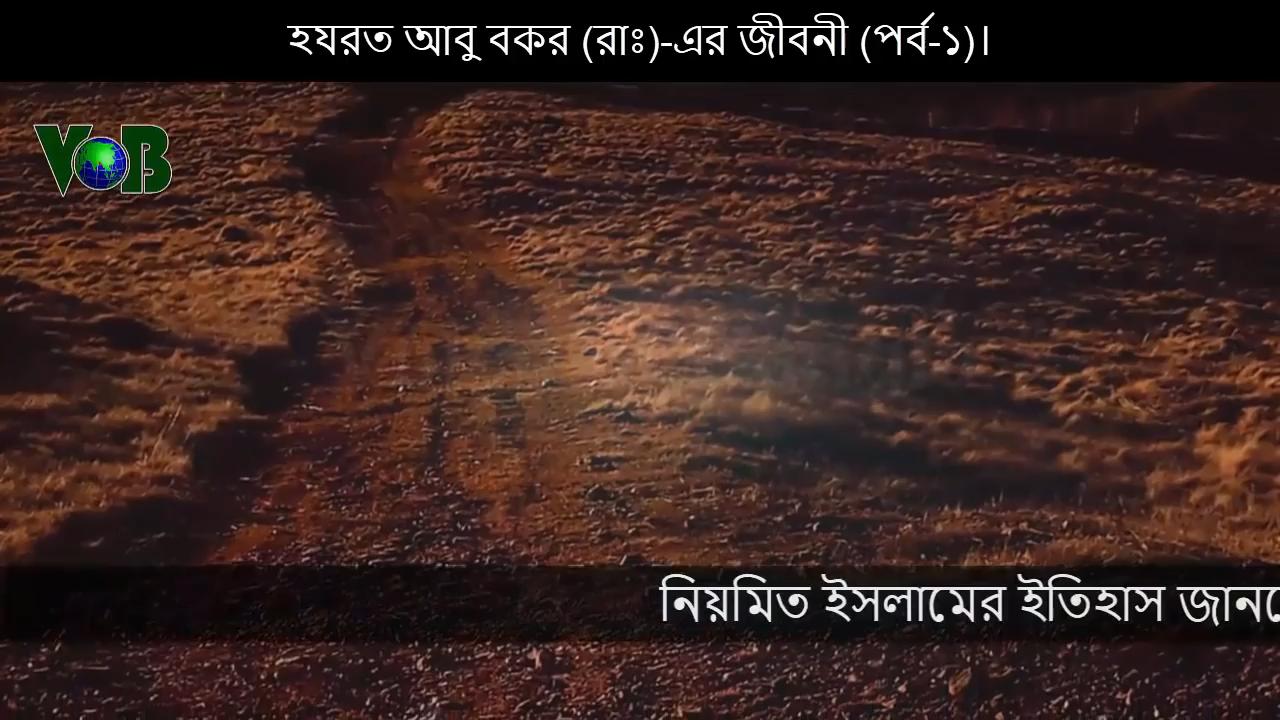 হযরত আবু বকর (রাঃ)-এর জীবনী (পর্ব-১)।
VOB
নিয়মিত ইসলামের ইতিহাস